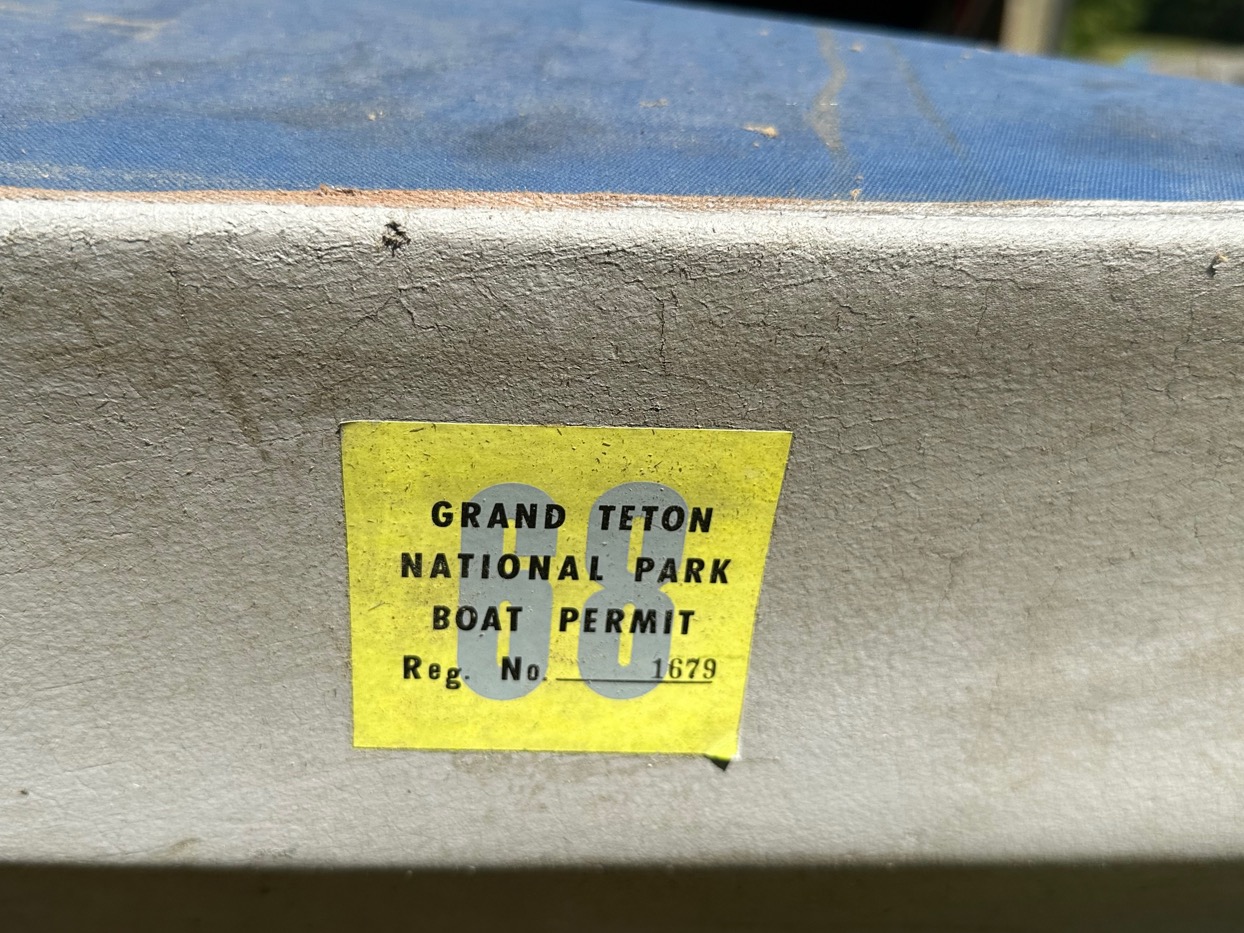 68
GRAND TETON
NATIONAL PARK
BOAT PERMIT
Reg. No. 1679